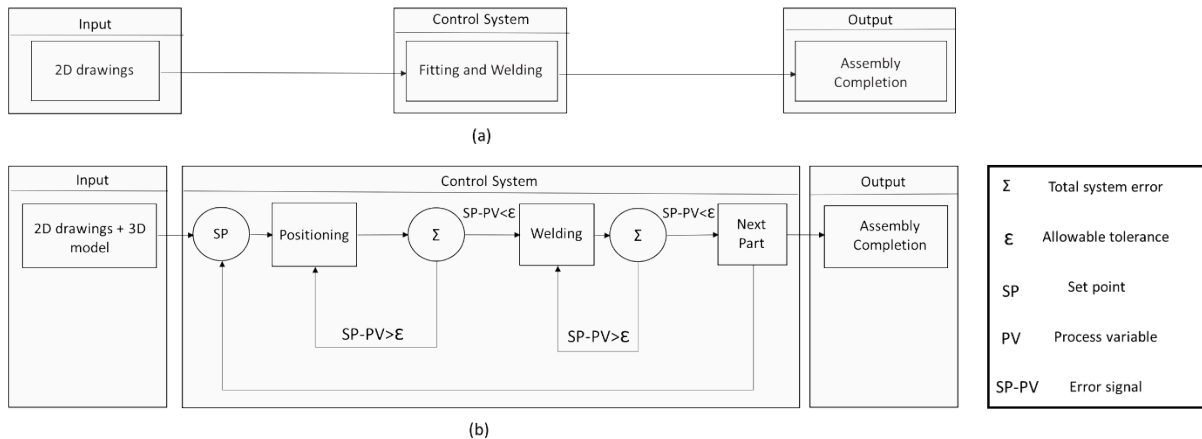 Input
Control System
Output
2D drawings
Fitting and Welding
Assembly
Completion
(a)
Input
Control System
Output
2D drawings + 3D
model
SP
Positioning
Σ
SP-PV<ε
Welding
Σ
SP-PV<ε
Next
Part
Assembly
Completion
SP-PV>ε
SP-PV>ε
(b)
Σ Total system error
ε Allowable tolerance
SP Set point
PV Process variable
SP-PV Error signal